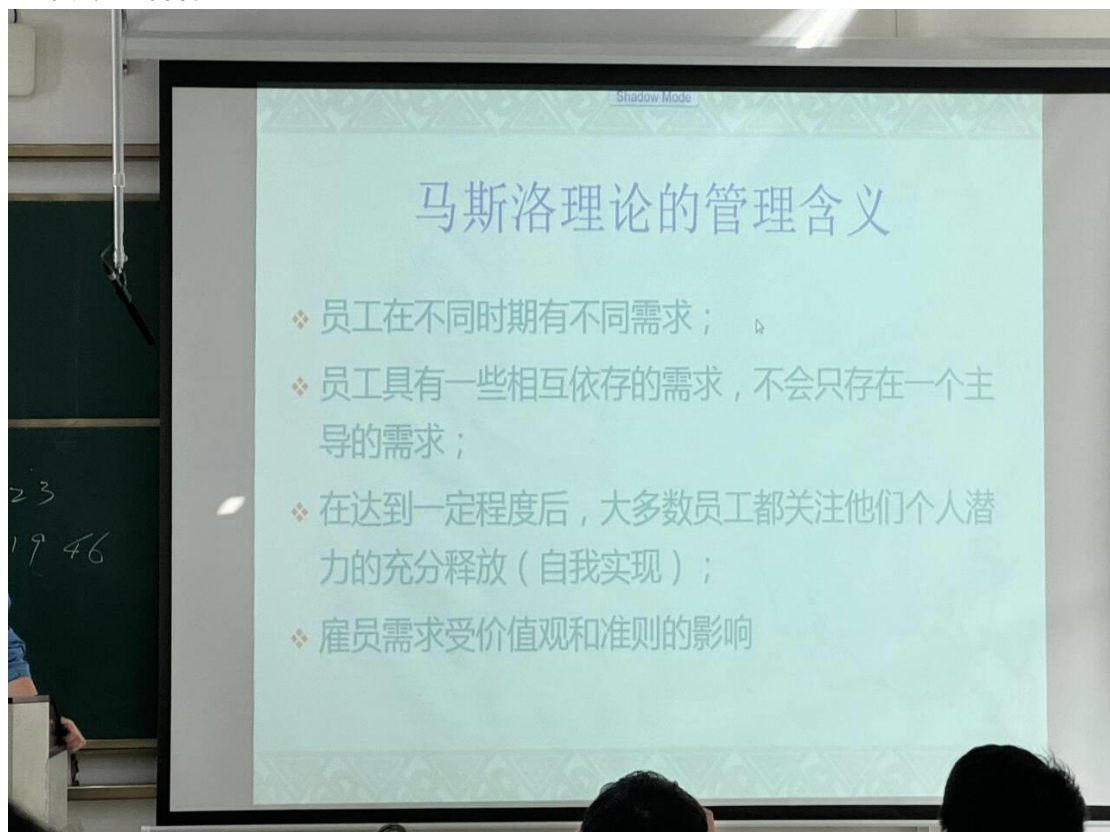 Shadow Mode
马斯洛理论的管理含义
员工在不同时期有不同需求；
员工具有一些相互依存的需求，不会只存在一个主
导的需求；
在达到一定程度后，大多数员工都关注他们个人潜
力的充分释放（自我实现）；
雇员需求受价值观和准则的影响
23
19 46